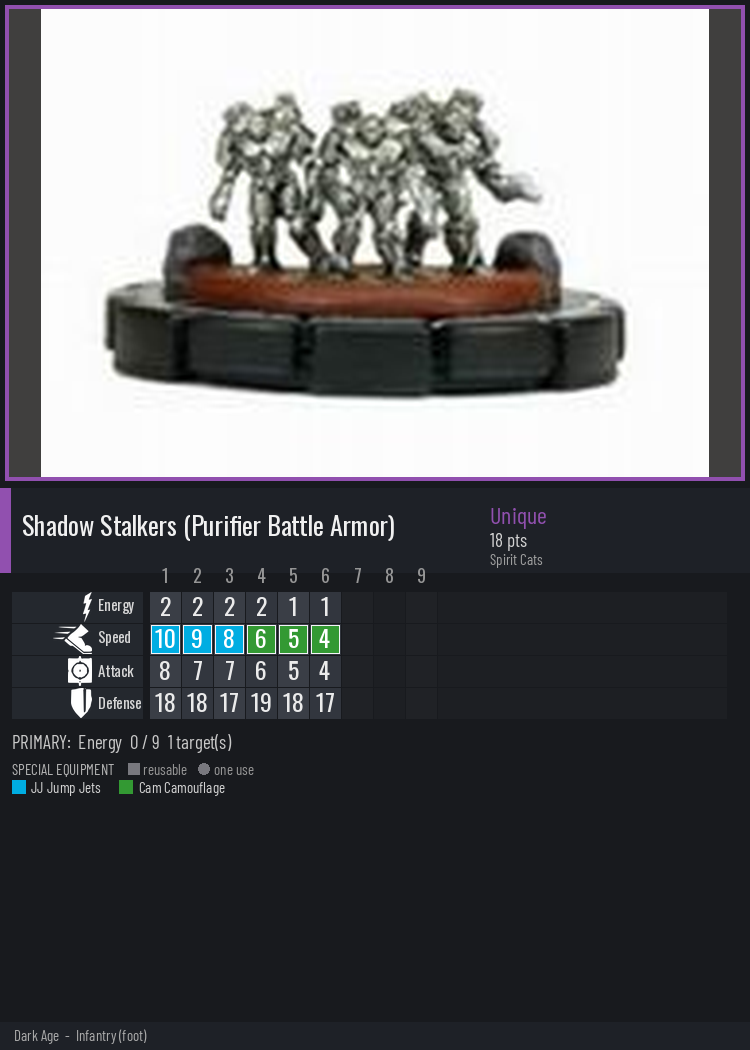 Shadow Stalkers (Purifier Battle Armor)
Unique
18 pts
Spirit Cats
1 2 3 4 5 6 7 8 9
Energy 2 2 2 2 1 1
Speed 10 9 8 6 5 4
Attack 8 7 7 6 5 4
Defense 18 18 17 19 18 17
PRIMARY: Energy 0 / 9 1 target(s)
SPECIAL EQUIPMENT reusable one use
JJ Jump Jets Cam Camouflage
Dark Age - Infantry (foot)